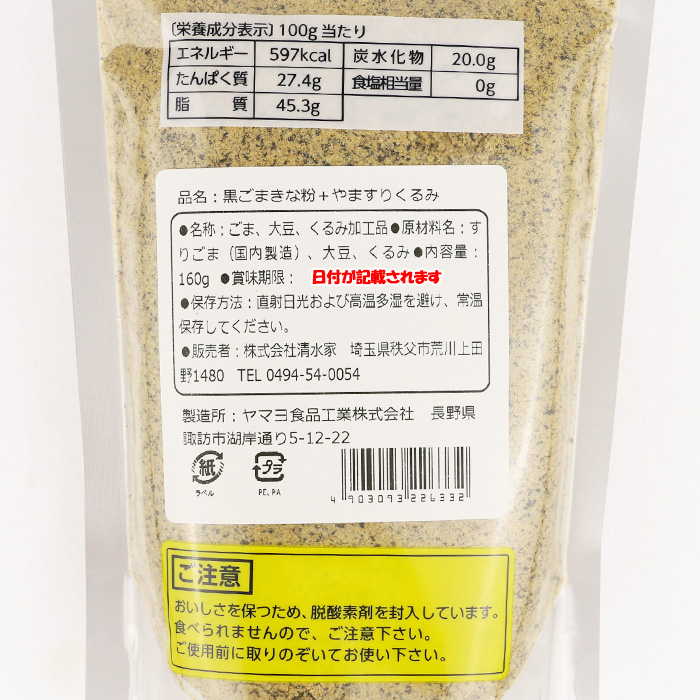 〔栄養成分表示〕100g当たり
エネルギー 597kcal 炭水化物 20.0g
たんぱく質 27.4g 食塩相当量 0g
脂 質 45.3g
品名：黒ごまきな粉＋やますりくるみ
●名称：ごま、大豆、くるみ加工品●原材料名：す
りごま（国内製造）、大豆、くるみ●内容量：
160g ●賞味期限： 日付が記載されます
●保存方法：直射日光および高温多湿を避け、常温
保存してください。
●販売者：株式会社清水家 埼玉県秩父市荒川上田
野1480 TEL 0494-54-0054
製造所：ヤマヨ食品工業株式会社 長野県
諏訪市湖岸通り5-12-22
紙 プラ
ラベル PE、PA
4 903093 226332
ご注意
おいしさを保つため、脱酸素剤を封入しています。
食べられませんので、ご注意下さい。
ご使用前に取りのぞいてお使い下さい。